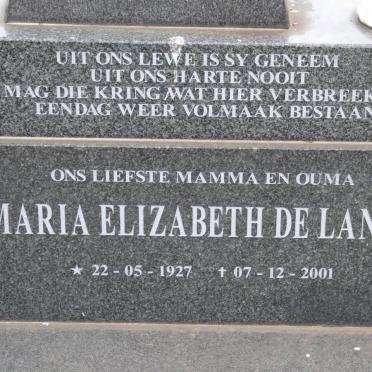 UIT ONS LEWE IS SY GENEEM
UIT ONS HARTE NOOIT
MAG DIE KRING WAT HIER VERBREEK
EENDAG WEER VOLMAAK BESTAAN
ONS LIEFSTE MAMMA EN OUMA
MARIA ELIZABETH DE LAN
★ 22 - 05 - 1927 † 07 - 12 - 2001